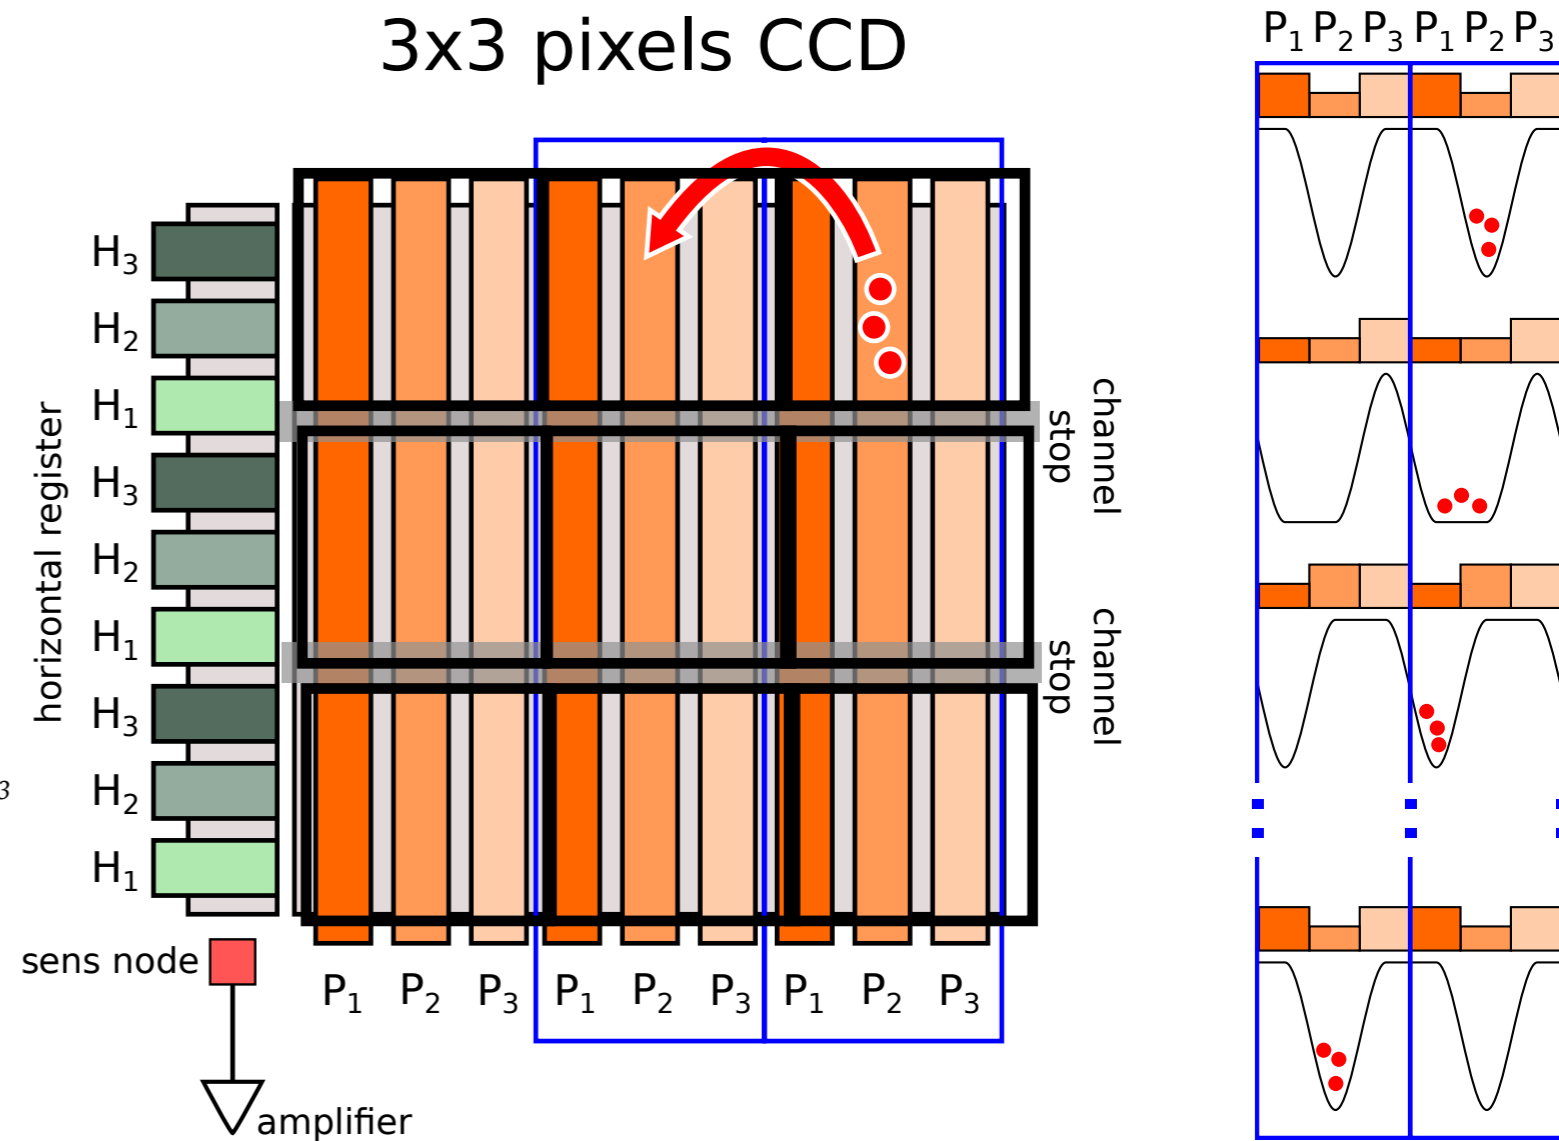 3x3 pixels CCD
P1 P2 P3 P1 P2 P3
H3
H2
H1
H3
H2
H1
H3
H2
H1
horizontal register
channel
stop
channel
stop
3
sens node
P1 P2 P3 P1 P2 P3 P1 P2 P3
amplifier